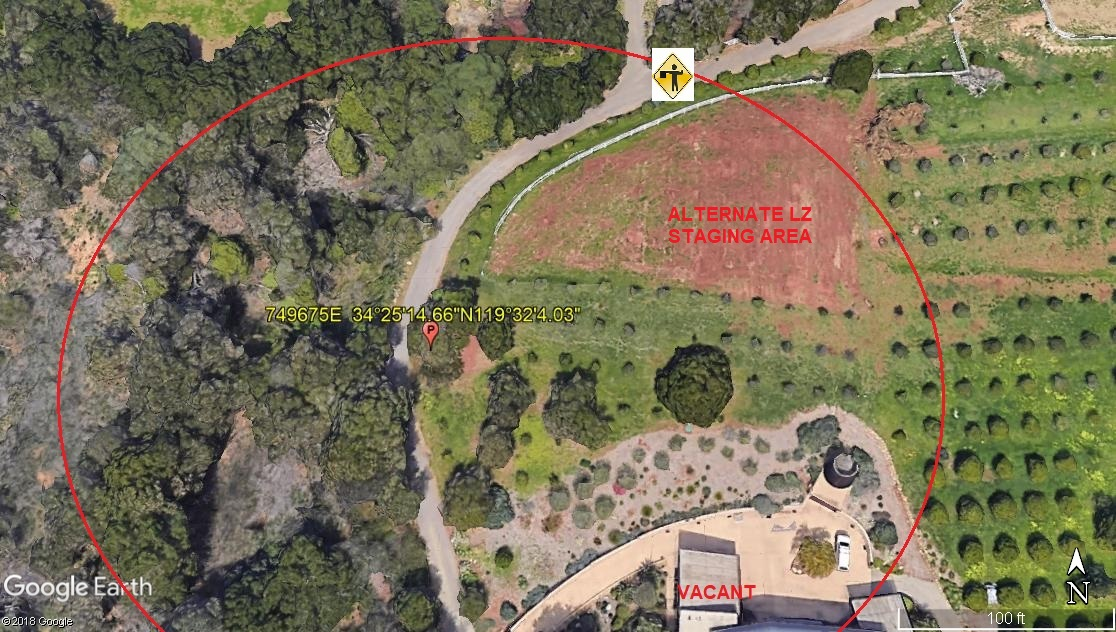 ALTERNATE LZ
STAGING AREA
749675E 34°25'14.66"N119°32'4.03"
P
VACANT
Google Earth
©2018 Google
N
100 ft